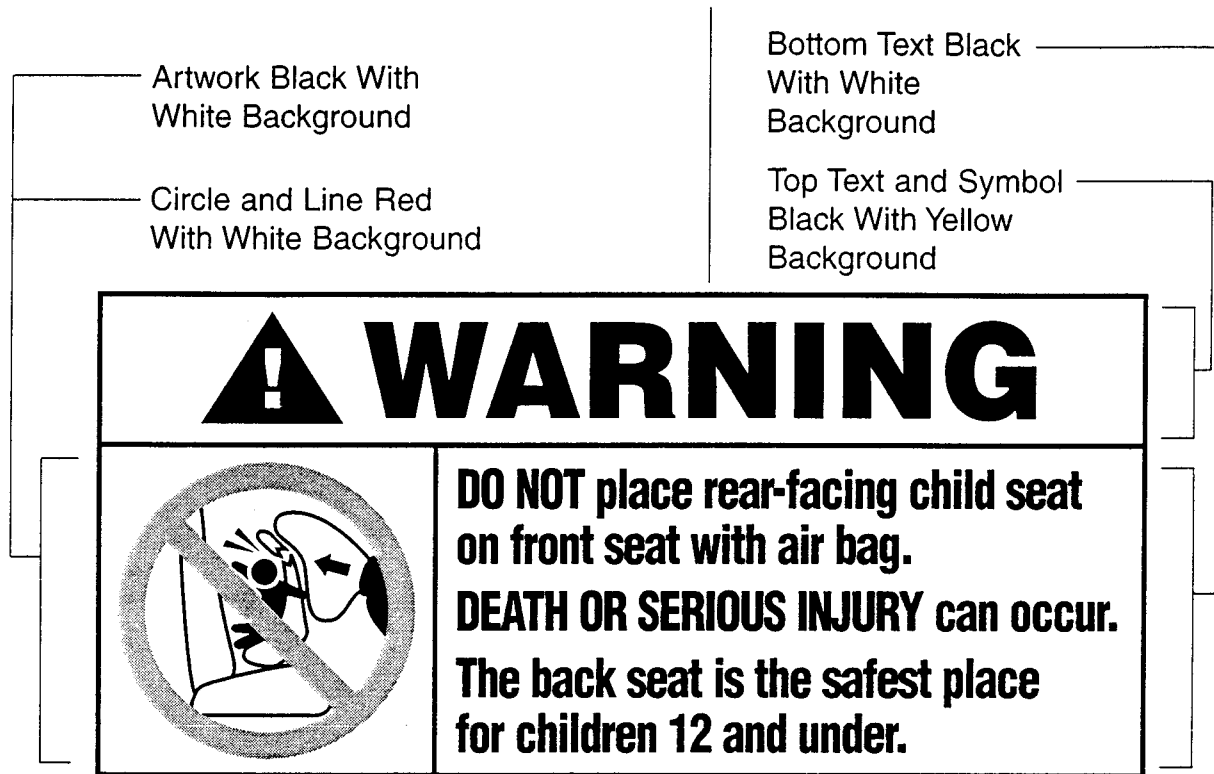 Artwork Black With
White Background
Circle and Line Red
With White Background
Bottom Text Black
With White
Background
Top Text and Symbol
Black With Yellow
Background
! WARNING
DO NOT place rear-facing child seat
on front seat with air bag.
DEATH OR SERIOUS INJURY can occur.
The back seat is the safest place
for children 12 and under.